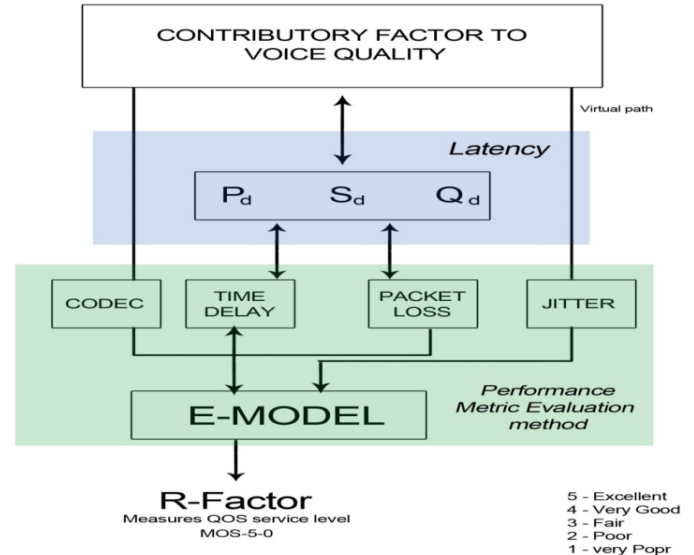 CONTRIBUTORY FACTOR TO
VOICE QUALITY
Virtual path
Latency
Pd Sd Qd
CODEC
TIME
DELAY
PACKET
LOSS
JITTER
E-MODEL
Performance
Metric Evaluation
method
R-Factor
Measures QOS service level
MOS-5-0
5 - Excellent
4 - Very Good
3 - Fair
2 - Poor
1 - very Popr